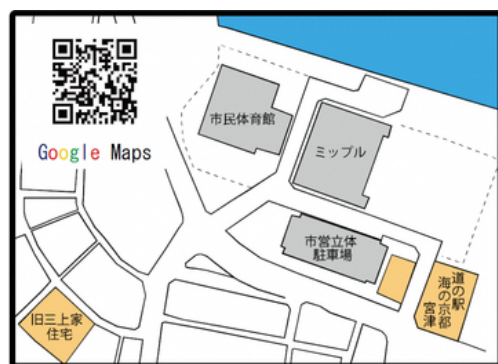 Google Maps
市民体育館
ミップル
市営立体
駐車場
道の駅
海の京都
宮津
旧三上家
住宅